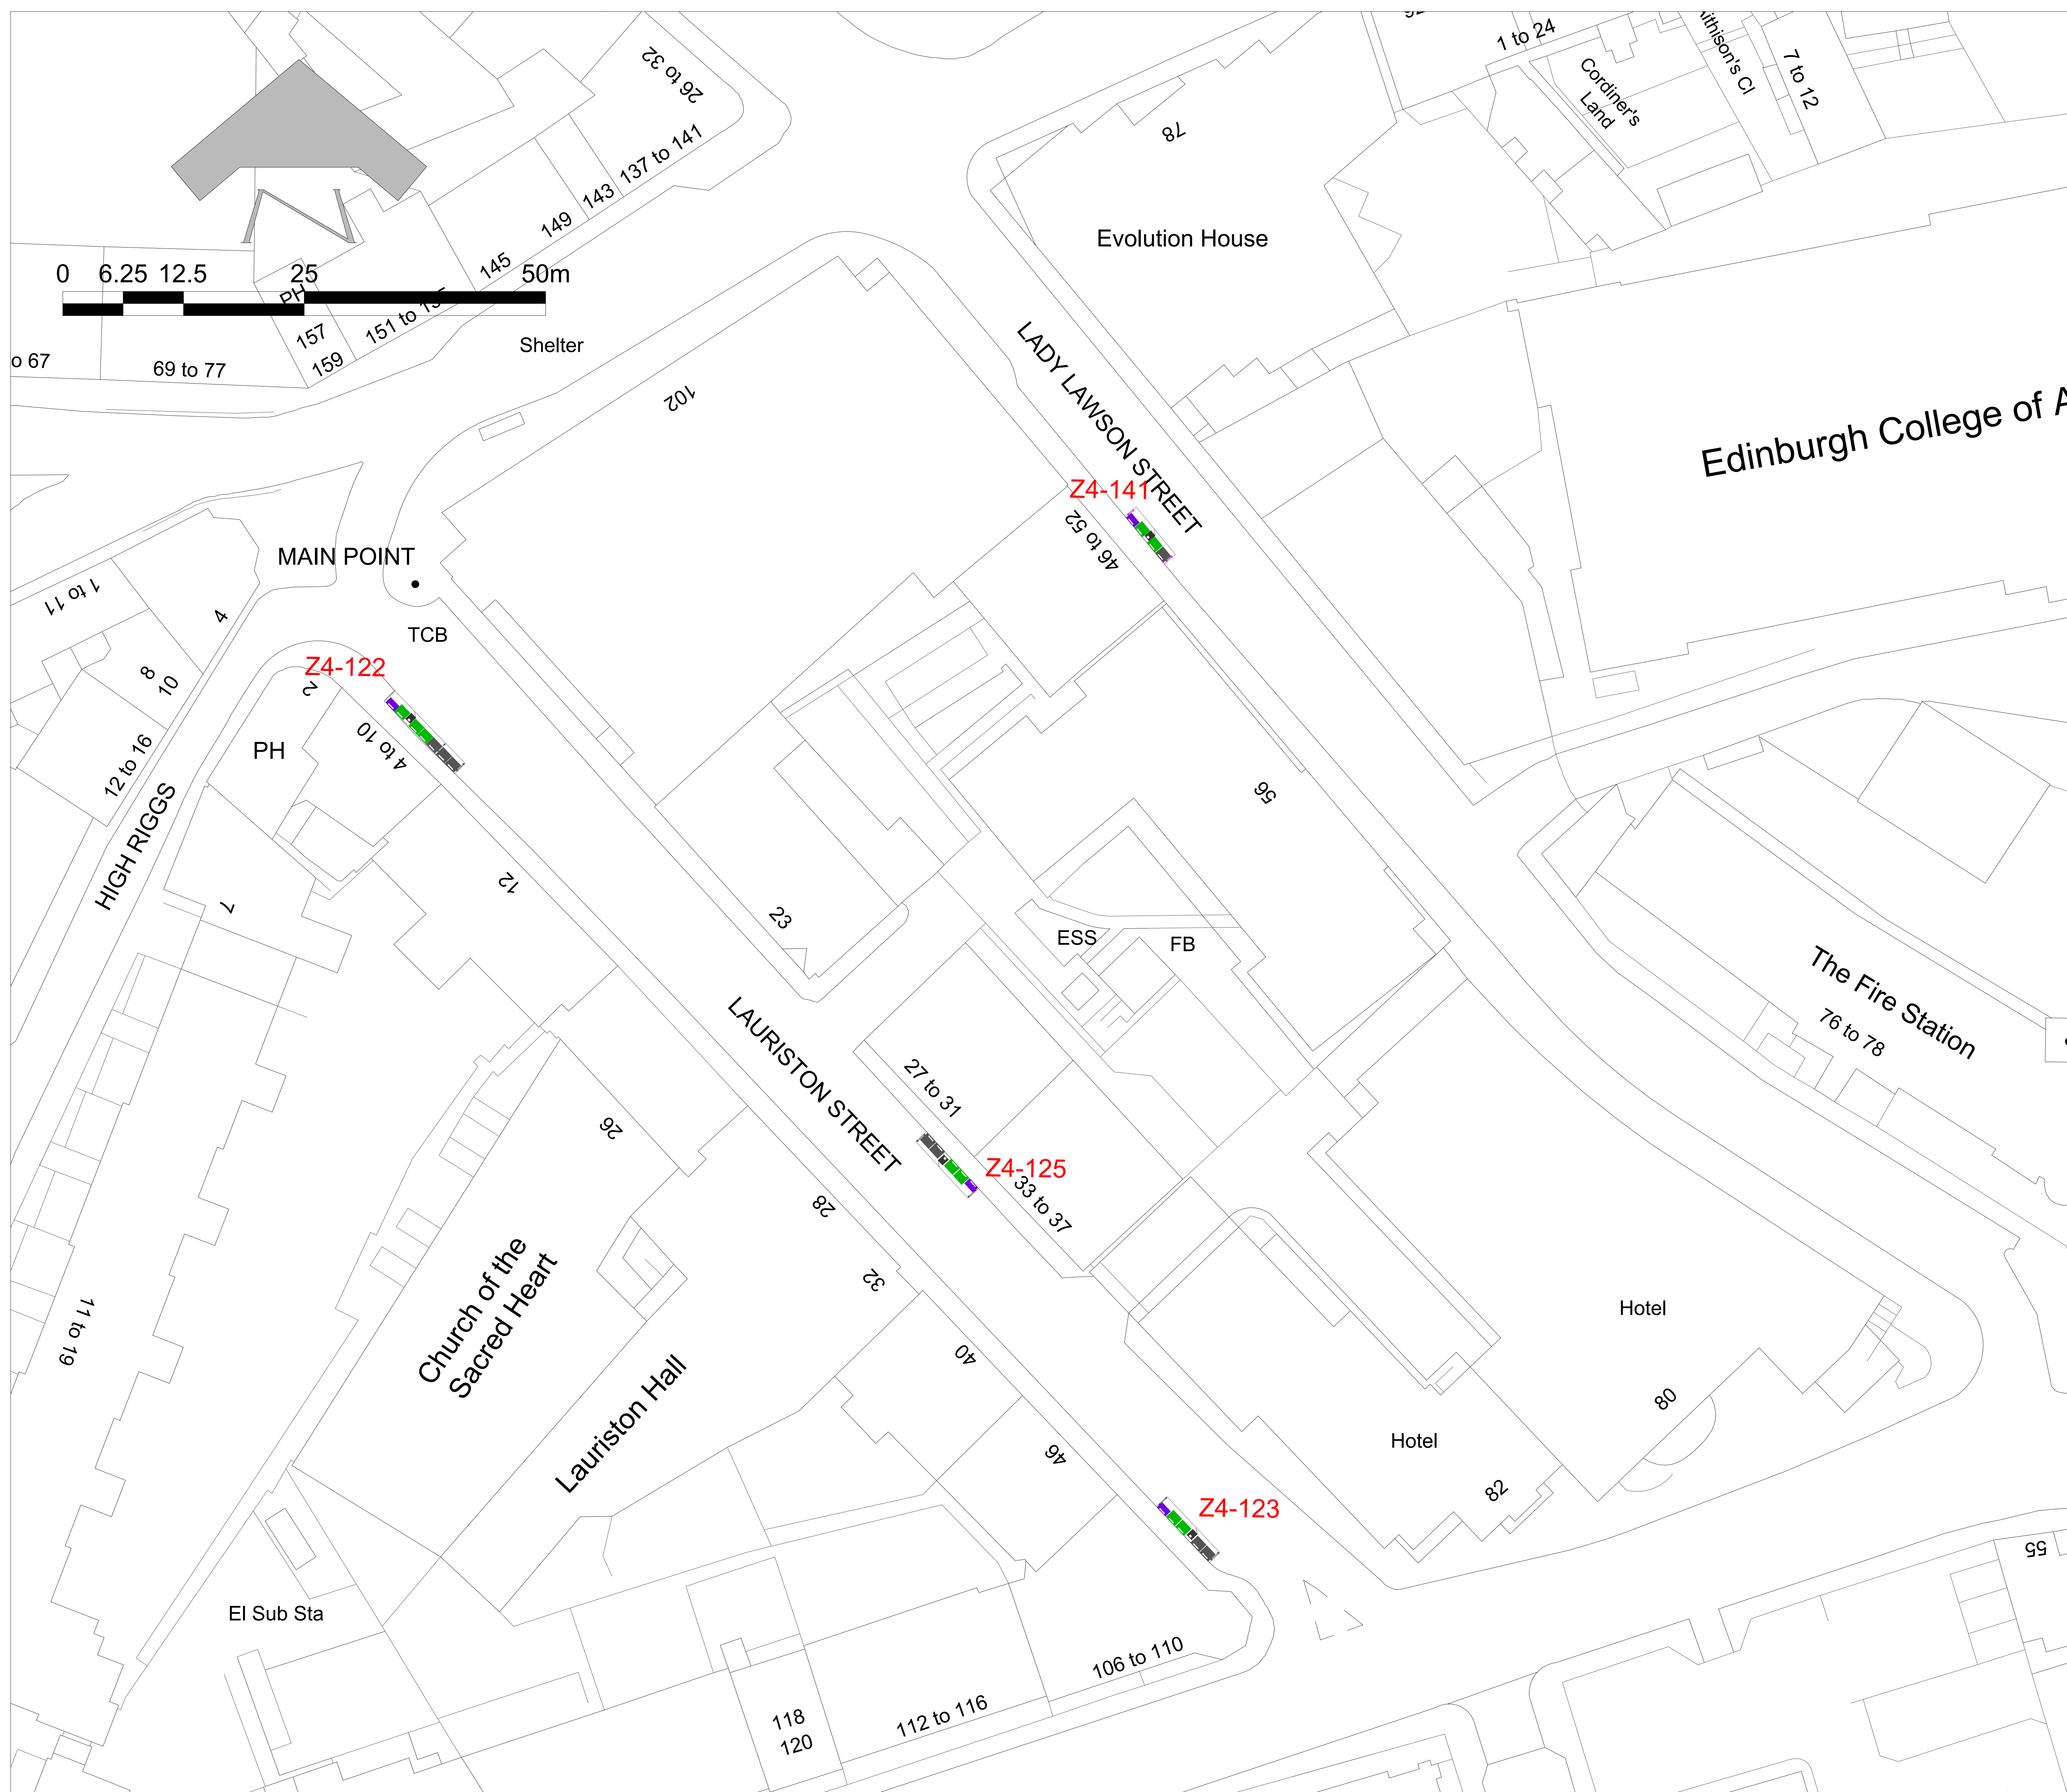 1 to 24
Cordiner's
Land
7 to 12
26 to 32
137 to 141
143
149
145
78
Evolution House
0 6.25 12.5 25 50m
PH
157
151 to
159
o 67
69 to 77
Shelter
102
LADY LAWSON STREET
Edinburgh College of A
Z4-141
46 to 52
MAIN POINT
TCB
1 to 11
4
8
10
12 to 16
Z4-122
2
4 to 10
PH
HIGH RIGGS
7
12
23
56
ESS
FB
The Fire Station
76 to 78
LAURISTON STREET
27 to 31
Z4-125
33 to 37
26
28
32
40
46
Church of the
Sacred Heart
Lauriston Hall
11 to 19
Hotel
80
Hotel
82
Z4-123
55
El Sub Sta
106 to 110
112 to 116
118
120